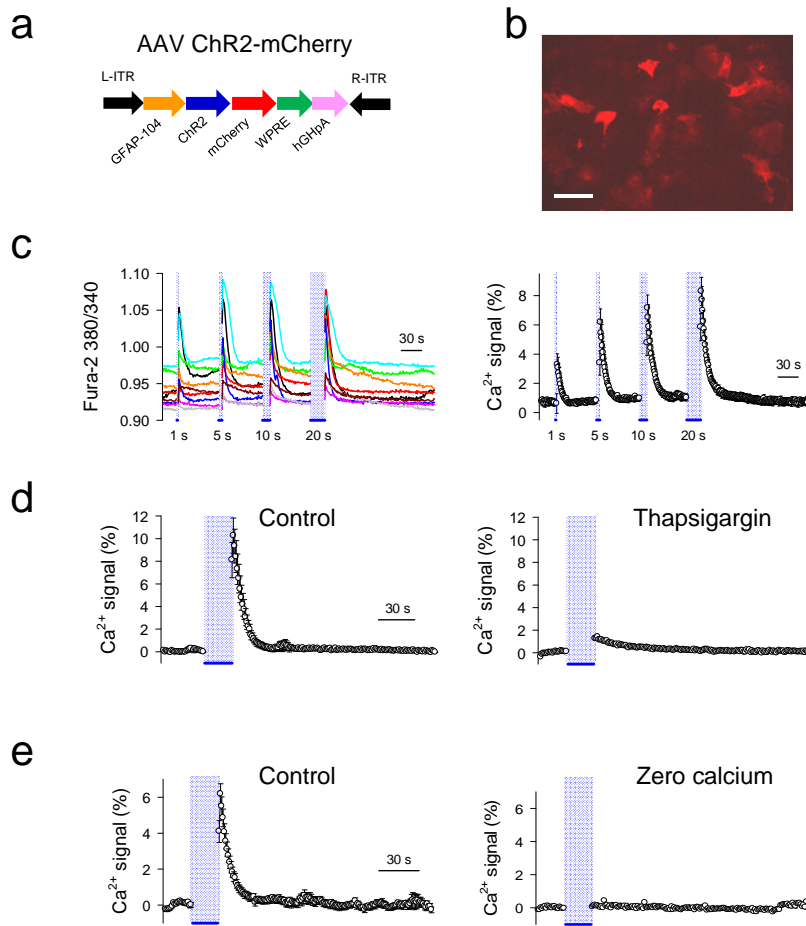 a
AAV ChR2-mCherry
L-ITR
R-ITR
GFAP-104
ChR2
mCherry
WPRE
hGHpA
b
c
Fura-2 380/340
1.10
1.05
1.00
0.95
0.90
30 s
1 s 5 s 10 s 20 s
Ca2+ signal (%)
8
6
4
2
0
30 s
1 s 5 s 10 s 20 s
d
Control
Ca2+ signal (%)
12
10
8
6
4
2
0
30 s
Thapsigargin
Ca2+ signal (%)
12
10
8
6
4
2
0
e
Control
Ca2+ signal (%)
6
4
2
0
30 s
Zero calcium
Ca2+ signal (%)
6
4
2
0